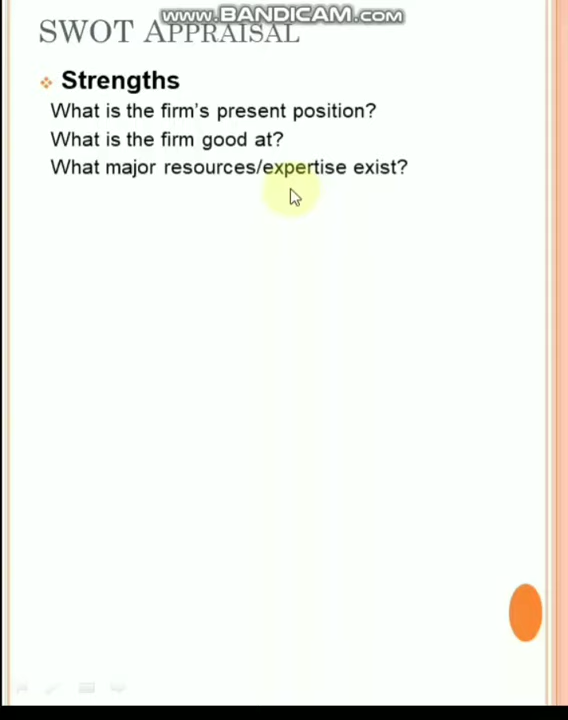 www.BANDICAM.com
SWOT APPRAISAL
Strengths
What is the firm's present position?
What is the firm good at?
What major resources/expertise exist?